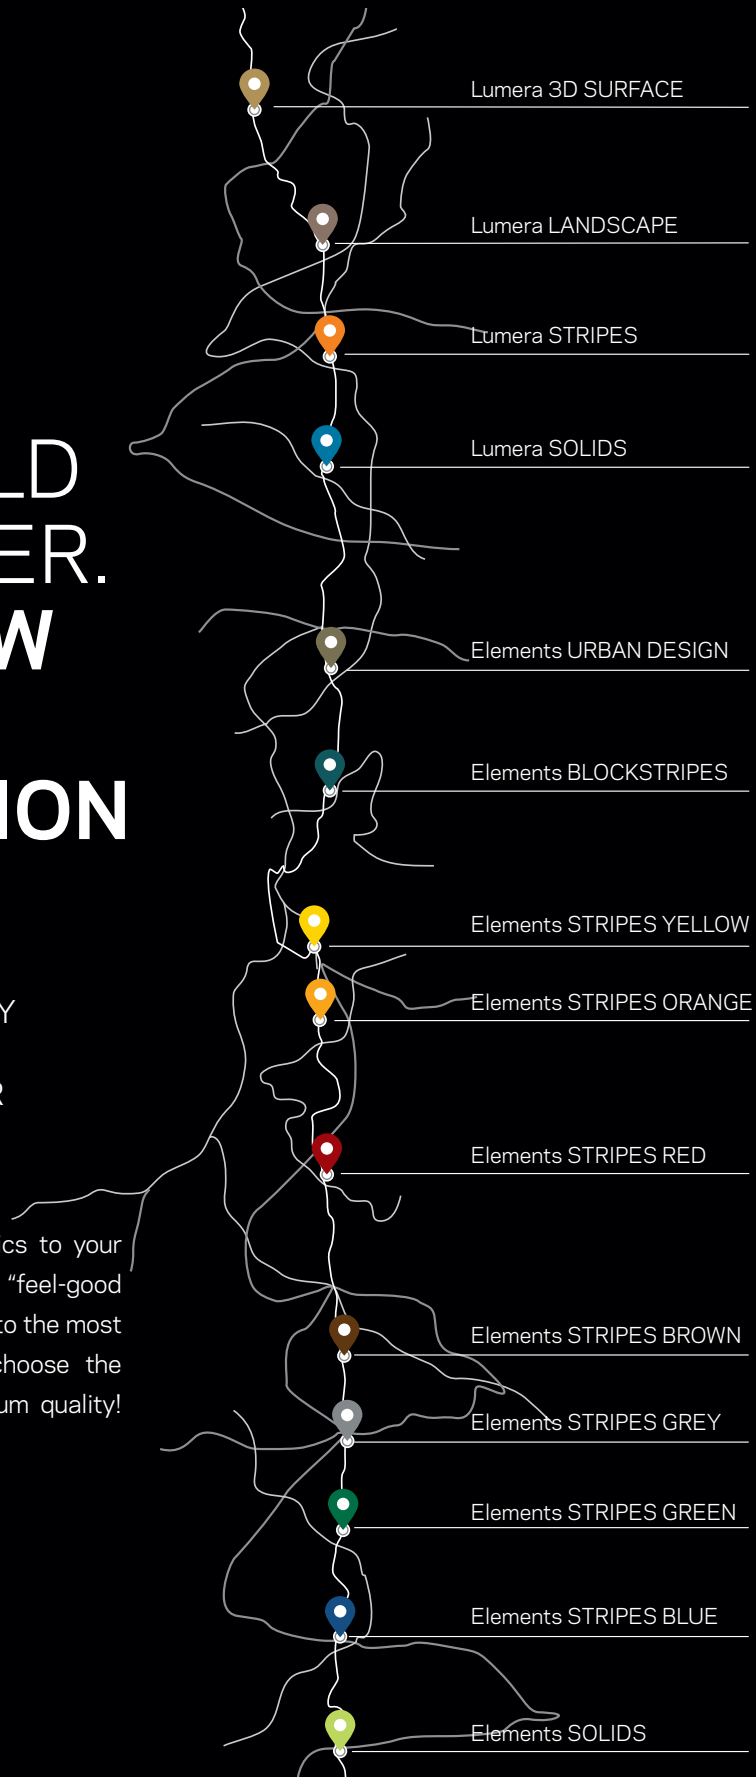 LD
ER.
W
ION
Y
R
ics to your
“feel-good
to the most
choose the
um quality!
Lumera 3D SURFACE
Lumera LANDSCAPE
Lumera STRIPES
Lumera SOLIDS
Elements URBAN DESIGN
Elements BLOCKSTRIPES
Elements STRIPES YELLOW
Elements STRIPES ORANGE
Elements STRIPES RED
Elements STRIPES BROWN
Elements STRIPES GREY
Elements STRIPES GREEN
Elements STRIPES BLUE
Elements SOLIDS